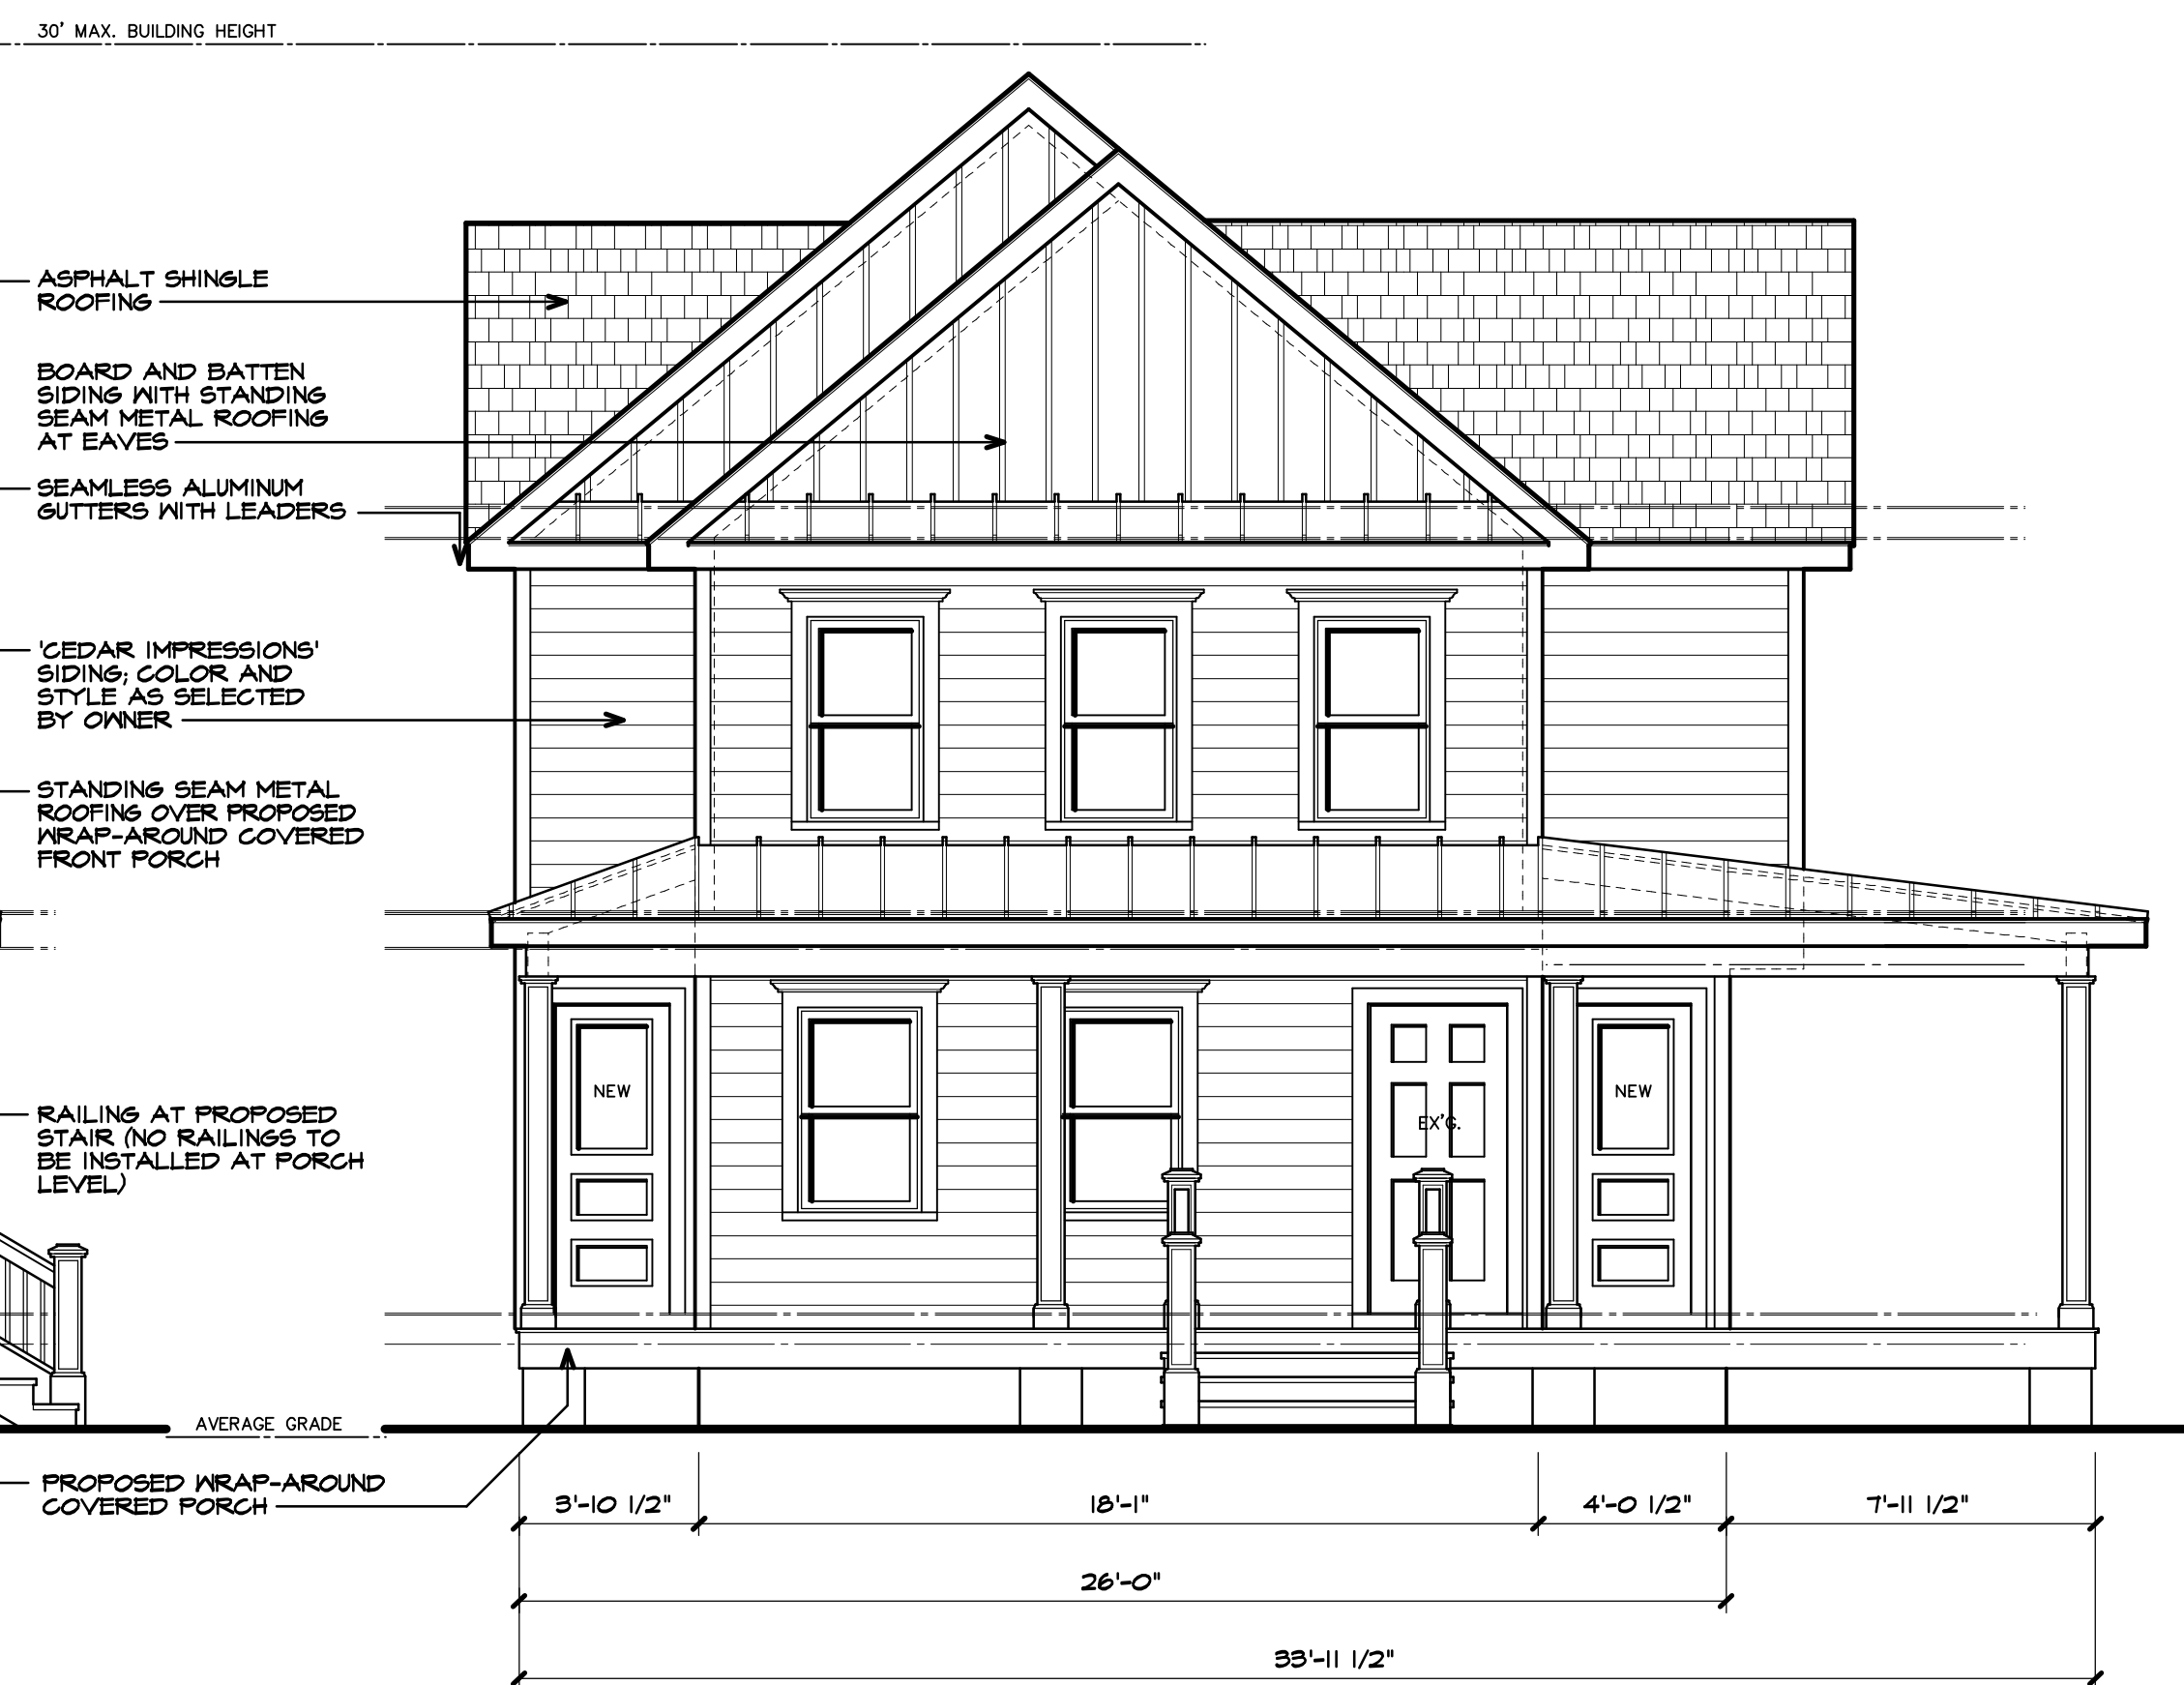 30' MAX. BUILDING HEIGHT
ASPHALT SHINGLE
ROOFING
BOARD AND BATTEN
SIDING WITH STANDING
SEAM METAL ROOFING
AT EAVES
SEAMLESS ALUMINUM
GUTTERS WITH LEADERS
'CEDAR IMPRESSIONS'
SIDING; COLOR AND
STYLE AS SELECTED
BY OWNER
STANDING SEAM METAL
ROOFING OVER PROPOSED
WRAP-AROUND COVERED
FRONT PORCH
NEW
EX'G.
NEW
RAILING AT PROPOSED
STAIR (NO RAILINGS TO
BE INSTALLED AT PORCH
LEVEL)
AVERAGE GRADE
PROPOSED WRAP-AROUND
COVERED PORCH
3'-10 1/2"
18'-1"
4'-0 1/2"
7'-11 1/2"
26'-0"
33'-11 1/2"